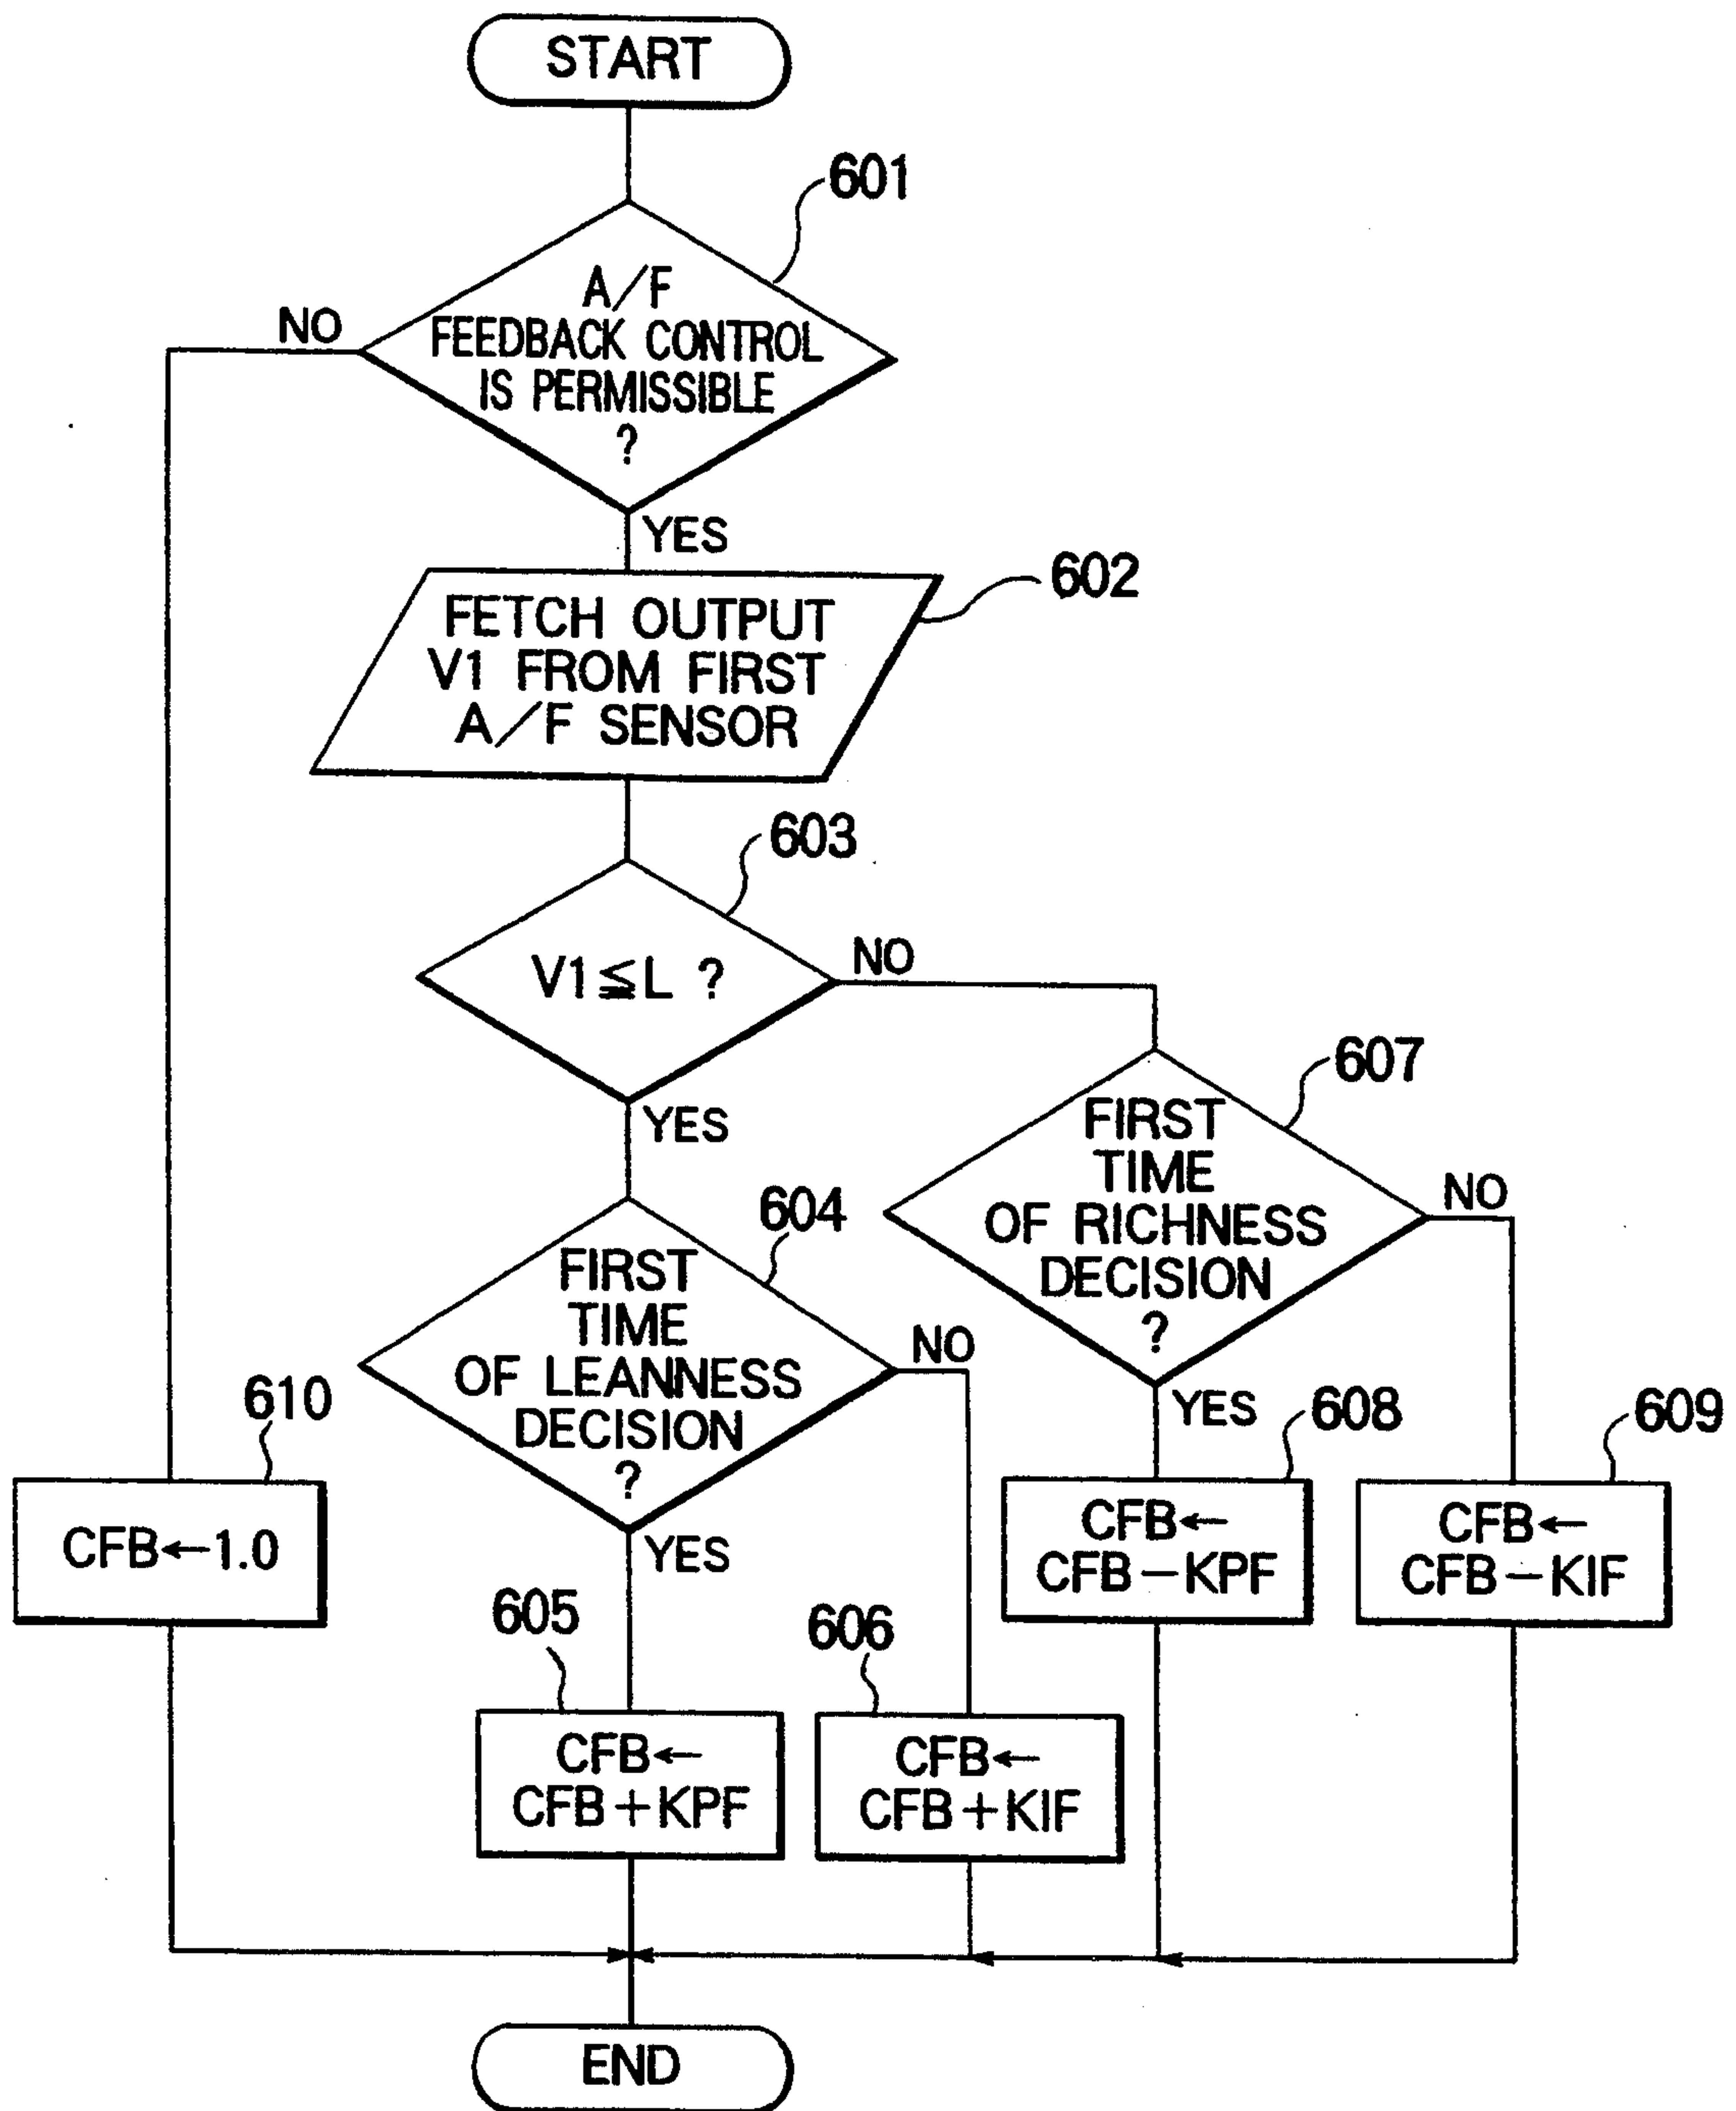 START
601
A/F
FEEDBACK CONTROL
IS PERMISSIBLE
?
NO
YES
602
FETCH OUTPUT
V1 FROM FIRST
A/F SENSOR
603
V1≦L ?
NO
YES
607
FIRST
TIME
OF RICHNESS
DECISION
?
NO
YES
604
FIRST
TIME
OF LEANNESS
DECISION
?
NO
YES
610
CFB←1.0
608
CFB←
CFB−KPF
609
CFB←
CFB−KIF
605
CFB←
CFB+KPF
606
CFB←
CFB+KIF
END